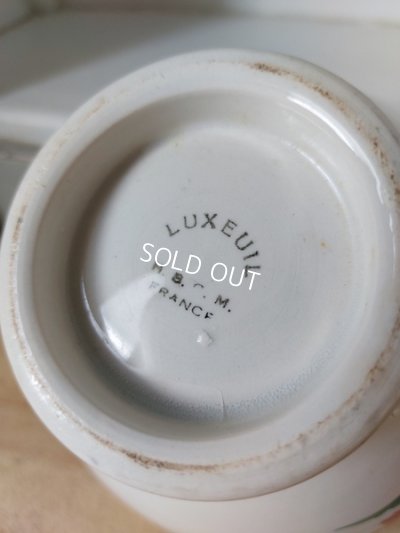 LUXEUIL
SOLD OUT
H. B. C. M.
FRANCE